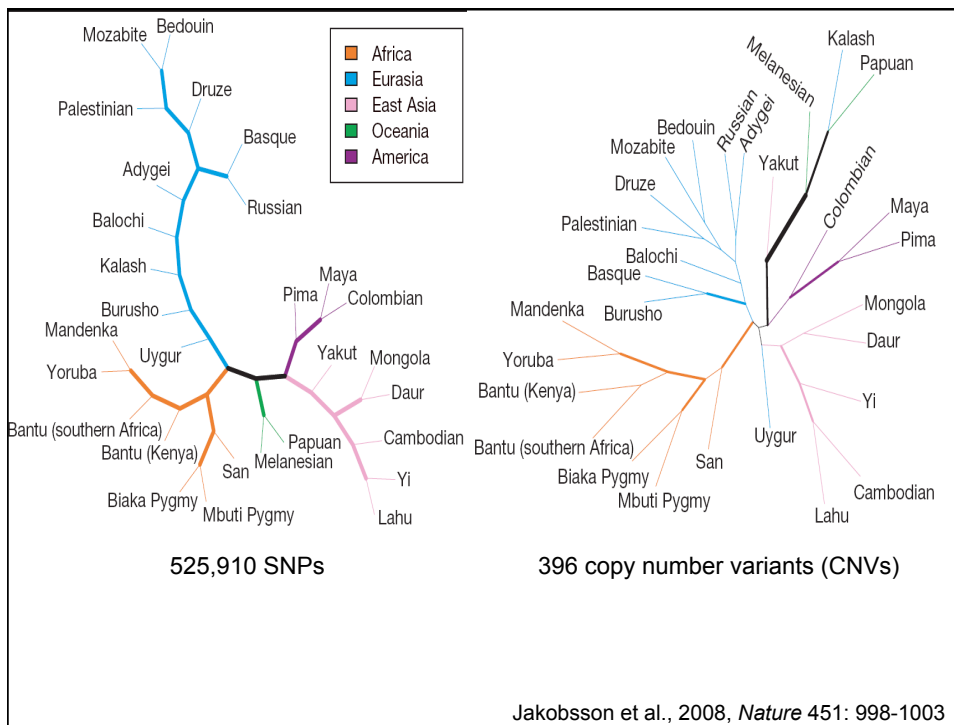 Bedouin
Mozabite
Druze
Palestinian
Basque
Adygei
Russian
Balochi
Kalash
Maya
Pima
Colombian
Burusho
Mandenka
Yakut
Mongola
Uygur
Yoruba
Daur
Bantu (southern Africa)
Papuan
Cambodian
Bantu (Kenya)
Melanesian
San
Yi
Biaka Pygmy
Mbuti Pygmy
Lahu
525,910 SNPs
Africa
Eurasia
East Asia
Oceania
America
Kalash
Melanesian
Papuan
Russian
Adygei
Bedouin
Mozabite
Yakut
Druze
Colombian
Maya
Palestinian
Pima
Balochi
Basque
Mongola
Mandenka
Burusho
Daur
Yoruba
Bantu (Kenya)
Yi
Bantu (southern Africa)
Uygur
Biaka Pygmy
San
Mbuti Pygmy
Cambodian
Lahu
396 copy number variants (CNVs)
Jakobsson et al., 2008, Nature 451: 998-1003